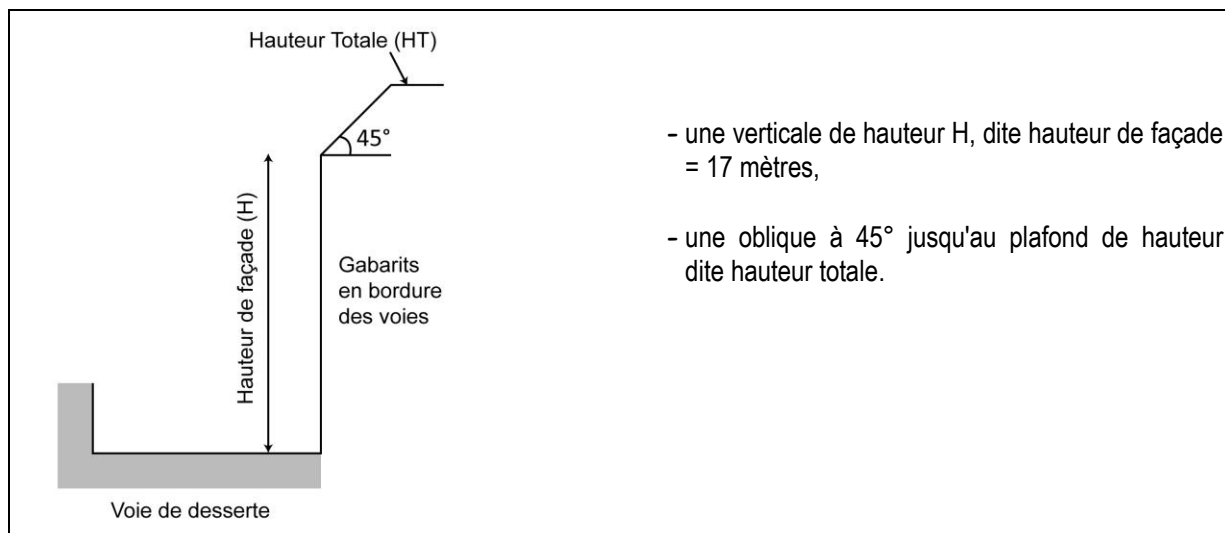 Hauteur Totale (HT)
45°
Hauteur de façade (H)
Gabarits
en bordure
des voies
Voie de desserte
- une verticale de hauteur H, dite hauteur de façade
= 17 mètres,
- une oblique à 45° jusqu'au plafond de hauteur
dite hauteur totale.